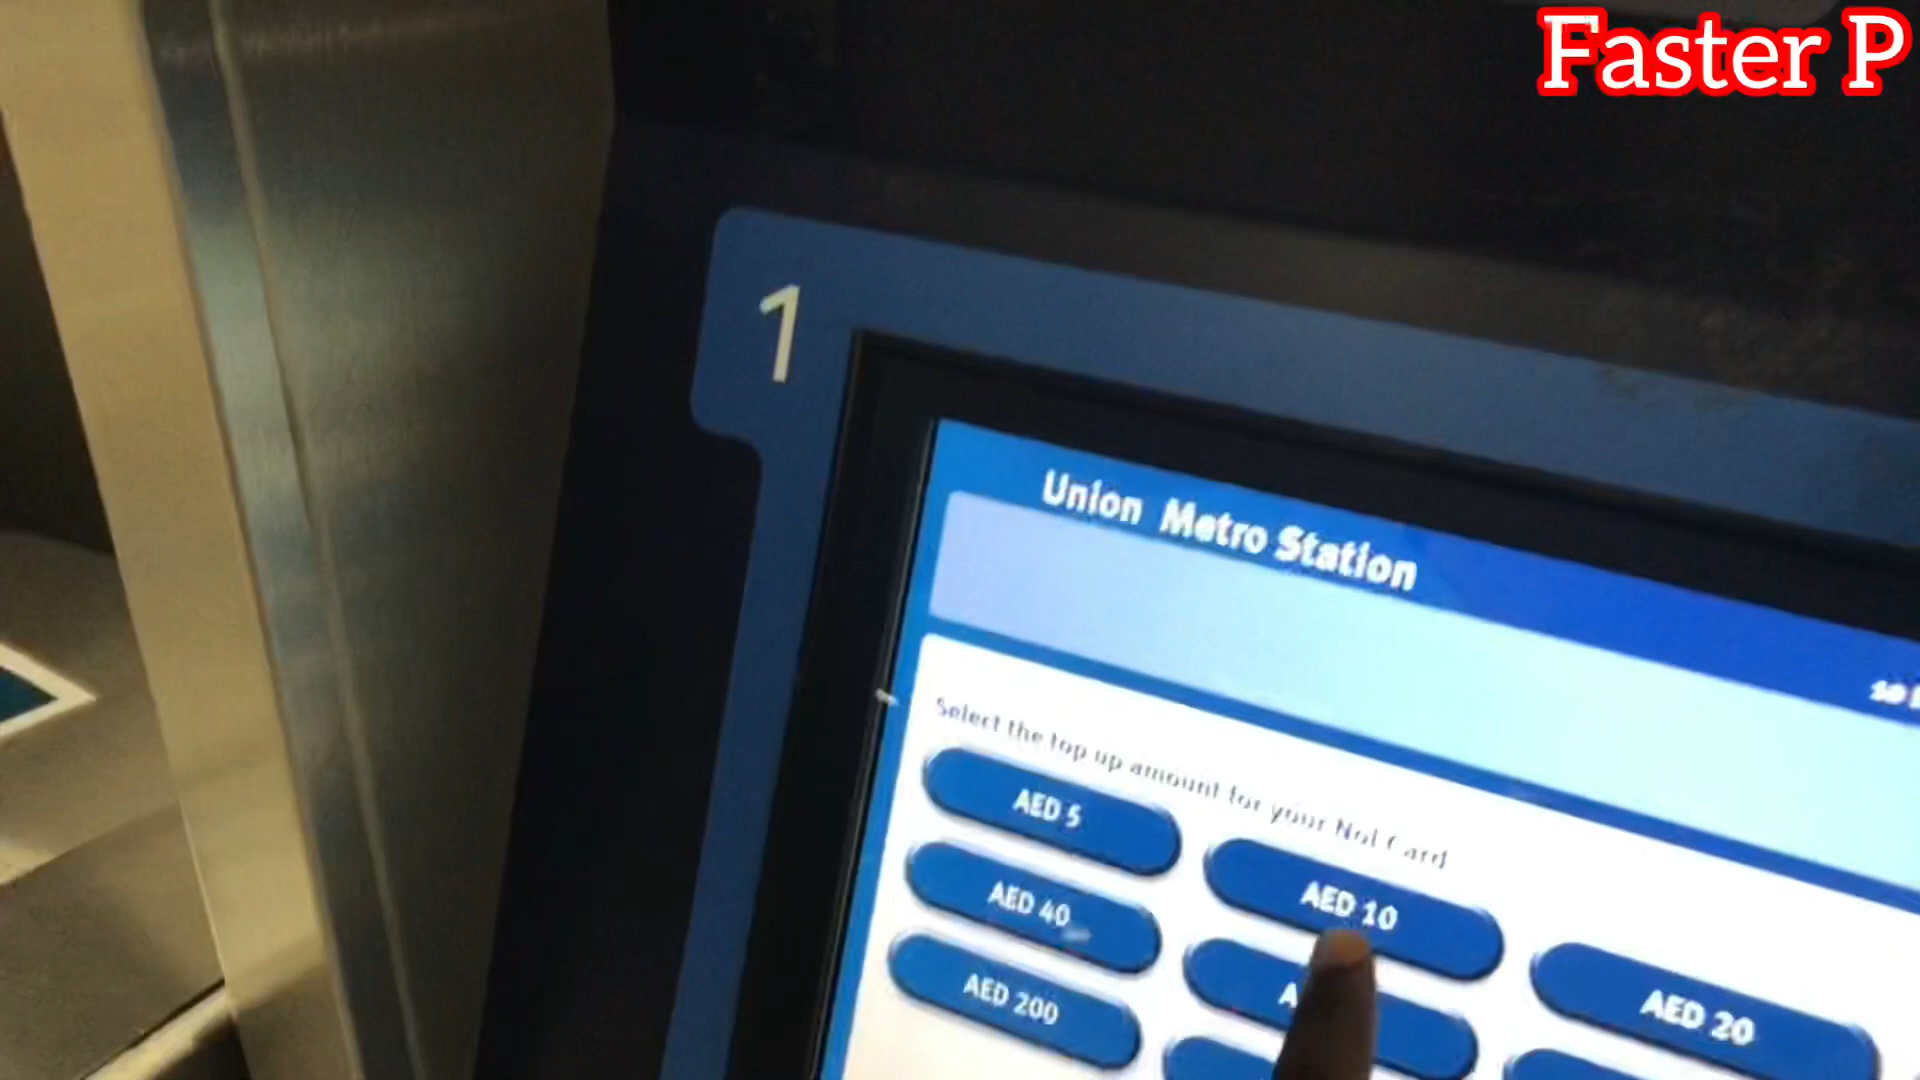 Faster P
1
Union Metro Station
Select the top up amount for your Nol Card
AED 5
AED 10
AED 20
AED 40
AED 200